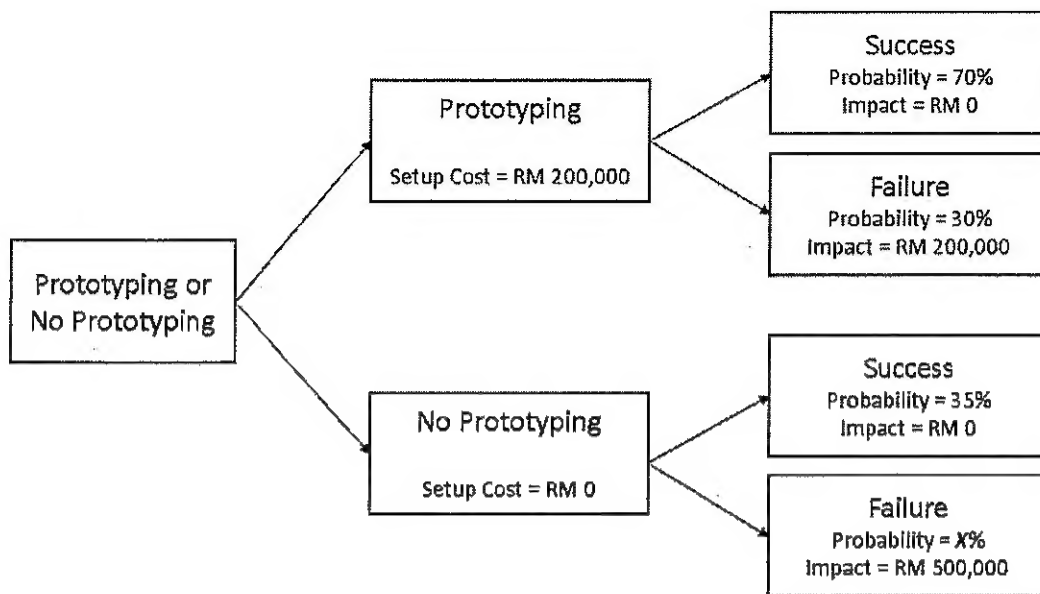 Prototyping or
No Prototyping
Prototyping
Setup Cost = RM 200,000
Success
Probability = 70%
Impact = RM 0
Failure
Probability = 30%
Impact = RM 200,000
No Prototyping
Setup Cost = RM 0
Success
Probability = 35%
Impact = RM 0
Failure
Probability = X%
Impact = RM 500,000